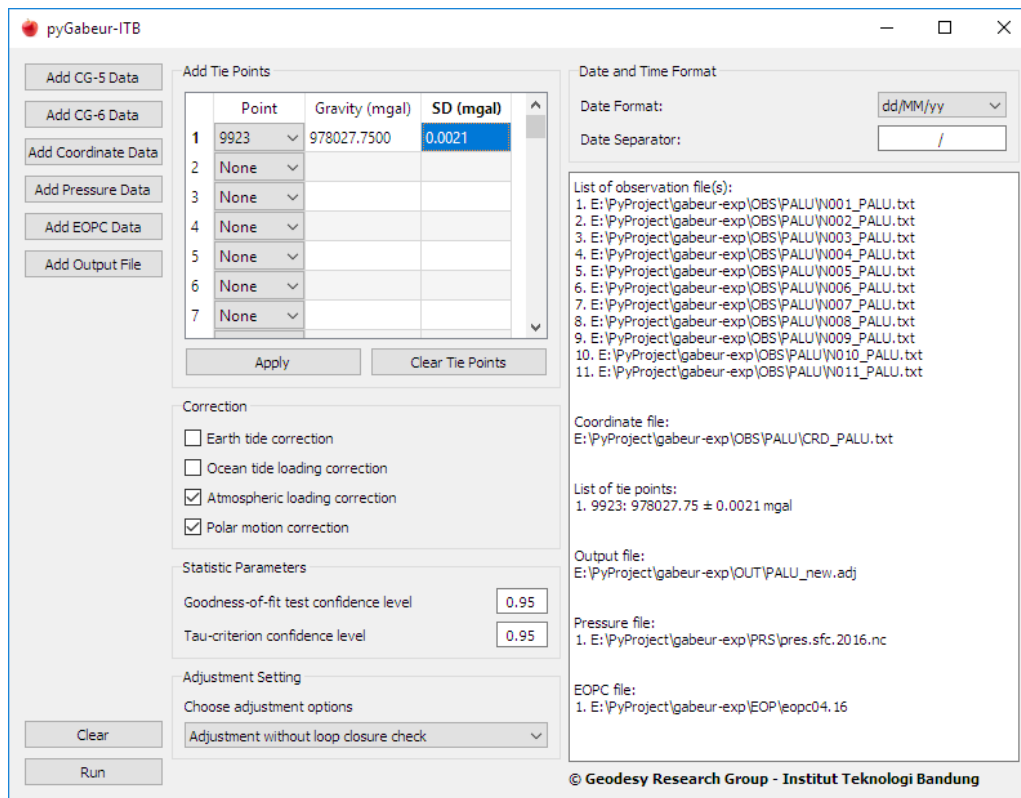 pyGabeur-ITB
Add CG-5 Data
Add CG-6 Data
Add Coordinate Data
Add Pressure Data
Add EOPC Data
Add Output File
Clear
Run
Add Tie Points
Point Gravity (mgal) SD (mgal)
1 9923 978027.7500 0.0021
2 None
3 None
4 None
5 None
6 None
7 None
Apply Clear Tie Points
Correction
Earth tide correction
Ocean tide loading correction
Atmospheric loading correction
Polar motion correction
Statistic Parameters
Goodness-of-fit test confidence level 0.95
Tau-criterion confidence level 0.95
Adjustment Setting
Choose adjustment options
Adjustment without loop closure check
Date and Time Format
Date Format: dd/MM/yy
Date Separator: /
List of observation file(s):
1. E:\PyProject\gabeur-exp\OBS\PALU\N001_PALU.txt
2. E:\PyProject\gabeur-exp\OBS\PALU\N002_PALU.txt
3. E:\PyProject\gabeur-exp\OBS\PALU\N003_PALU.txt
4. E:\PyProject\gabeur-exp\OBS\PALU\N004_PALU.txt
5. E:\PyProject\gabeur-exp\OBS\PALU\N005_PALU.txt
6. E:\PyProject\gabeur-exp\OBS\PALU\N006_PALU.txt
7. E:\PyProject\gabeur-exp\OBS\PALU\N007_PALU.txt
8. E:\PyProject\gabeur-exp\OBS\PALU\N008_PALU.txt
9. E:\PyProject\gabeur-exp\OBS\PALU\N009_PALU.txt
10. E:\PyProject\gabeur-exp\OBS\PALU\N010_PALU.txt
11. E:\PyProject\gabeur-exp\OBS\PALU\N011_PALU.txt
Coordinate file:
E:\PyProject\gabeur-exp\OBS\PALU\CRD_PALU.txt
List of tie points:
1. 9923: 978027.75 ± 0.0021 mgal
Output file:
E:\PyProject\gabeur-exp\OUT\PALU_new.adj
Pressure file:
1. E:\PyProject\gabeur-exp\PRS\pres.sfc.2016.nc
EOPC file:
1. E:\PyProject\gabeur-exp\EOP\eopc04.16
© Geodesy Research Group - Institut Teknologi Bandung